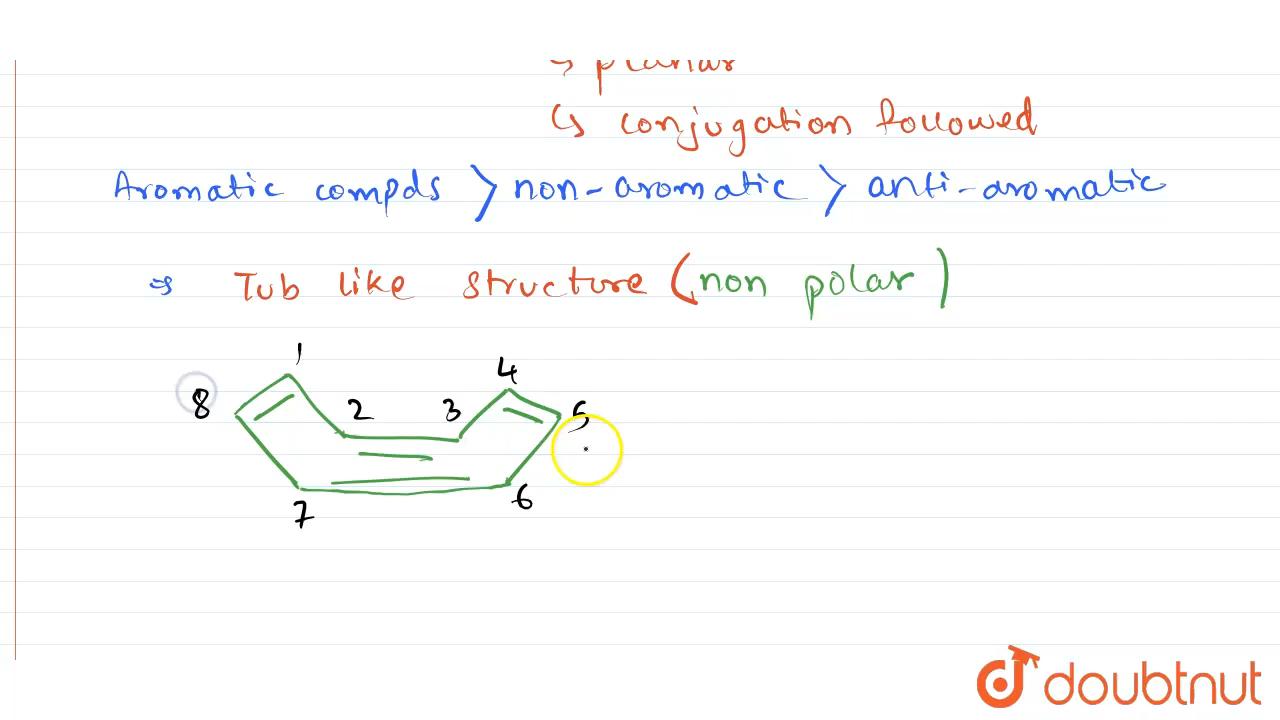 ↳ planar
↳ conjugation followed
Aromatic compds > non-aromatic > anti-aromatic
⇒ Tub like structure (non polar)
1
4
8
2
3
5
6
7
doubtnut